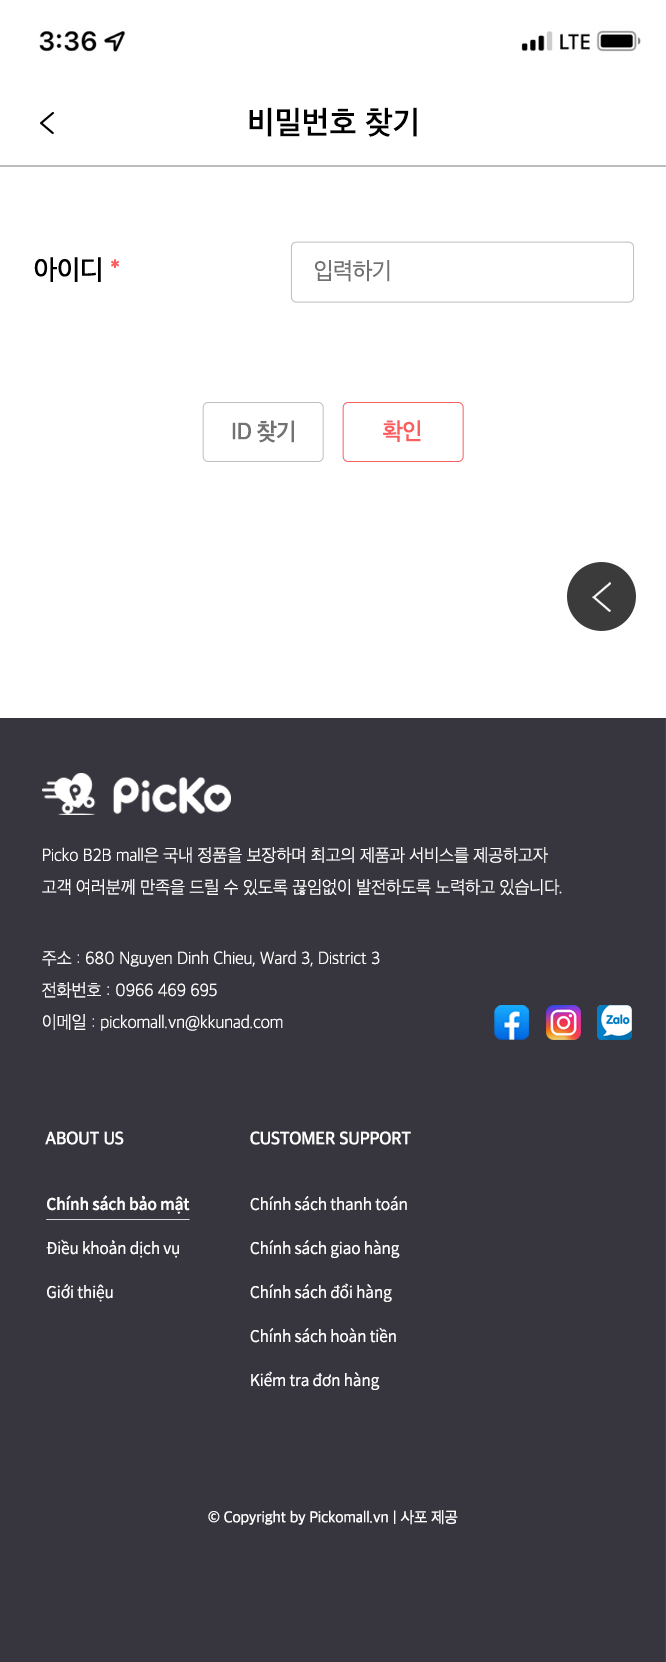 3:36
LTE
비밀번호 찾기
아이디 *
입력하기
ID 찾기
확인
PicKo
Picko B2B mall은 국내 정품을 보장하며 최고의 제품과 서비스를 제공하고자
고객 여러분께 만족을 드릴 수 있도록 끊임없이 발전하도록 노력하고 있습니다.
주소 : 680 Nguyen Dinh Chieu, Ward 3, District 3
전화번호 : 0966 469 695
이메일 : pickomall.vn@kkunad.com
Zalo
ABOUT US
CUSTOMER SUPPORT
Chính sách bảo mật
Chính sách thanh toán
Điều khoản dịch vụ
Chính sách giao hàng
Giới thiệu
Chính sách đổi hàng
Chính sách hoàn tiền
Kiểm tra đơn hàng
© Copyright by Pickomall.vn | 사포 제공